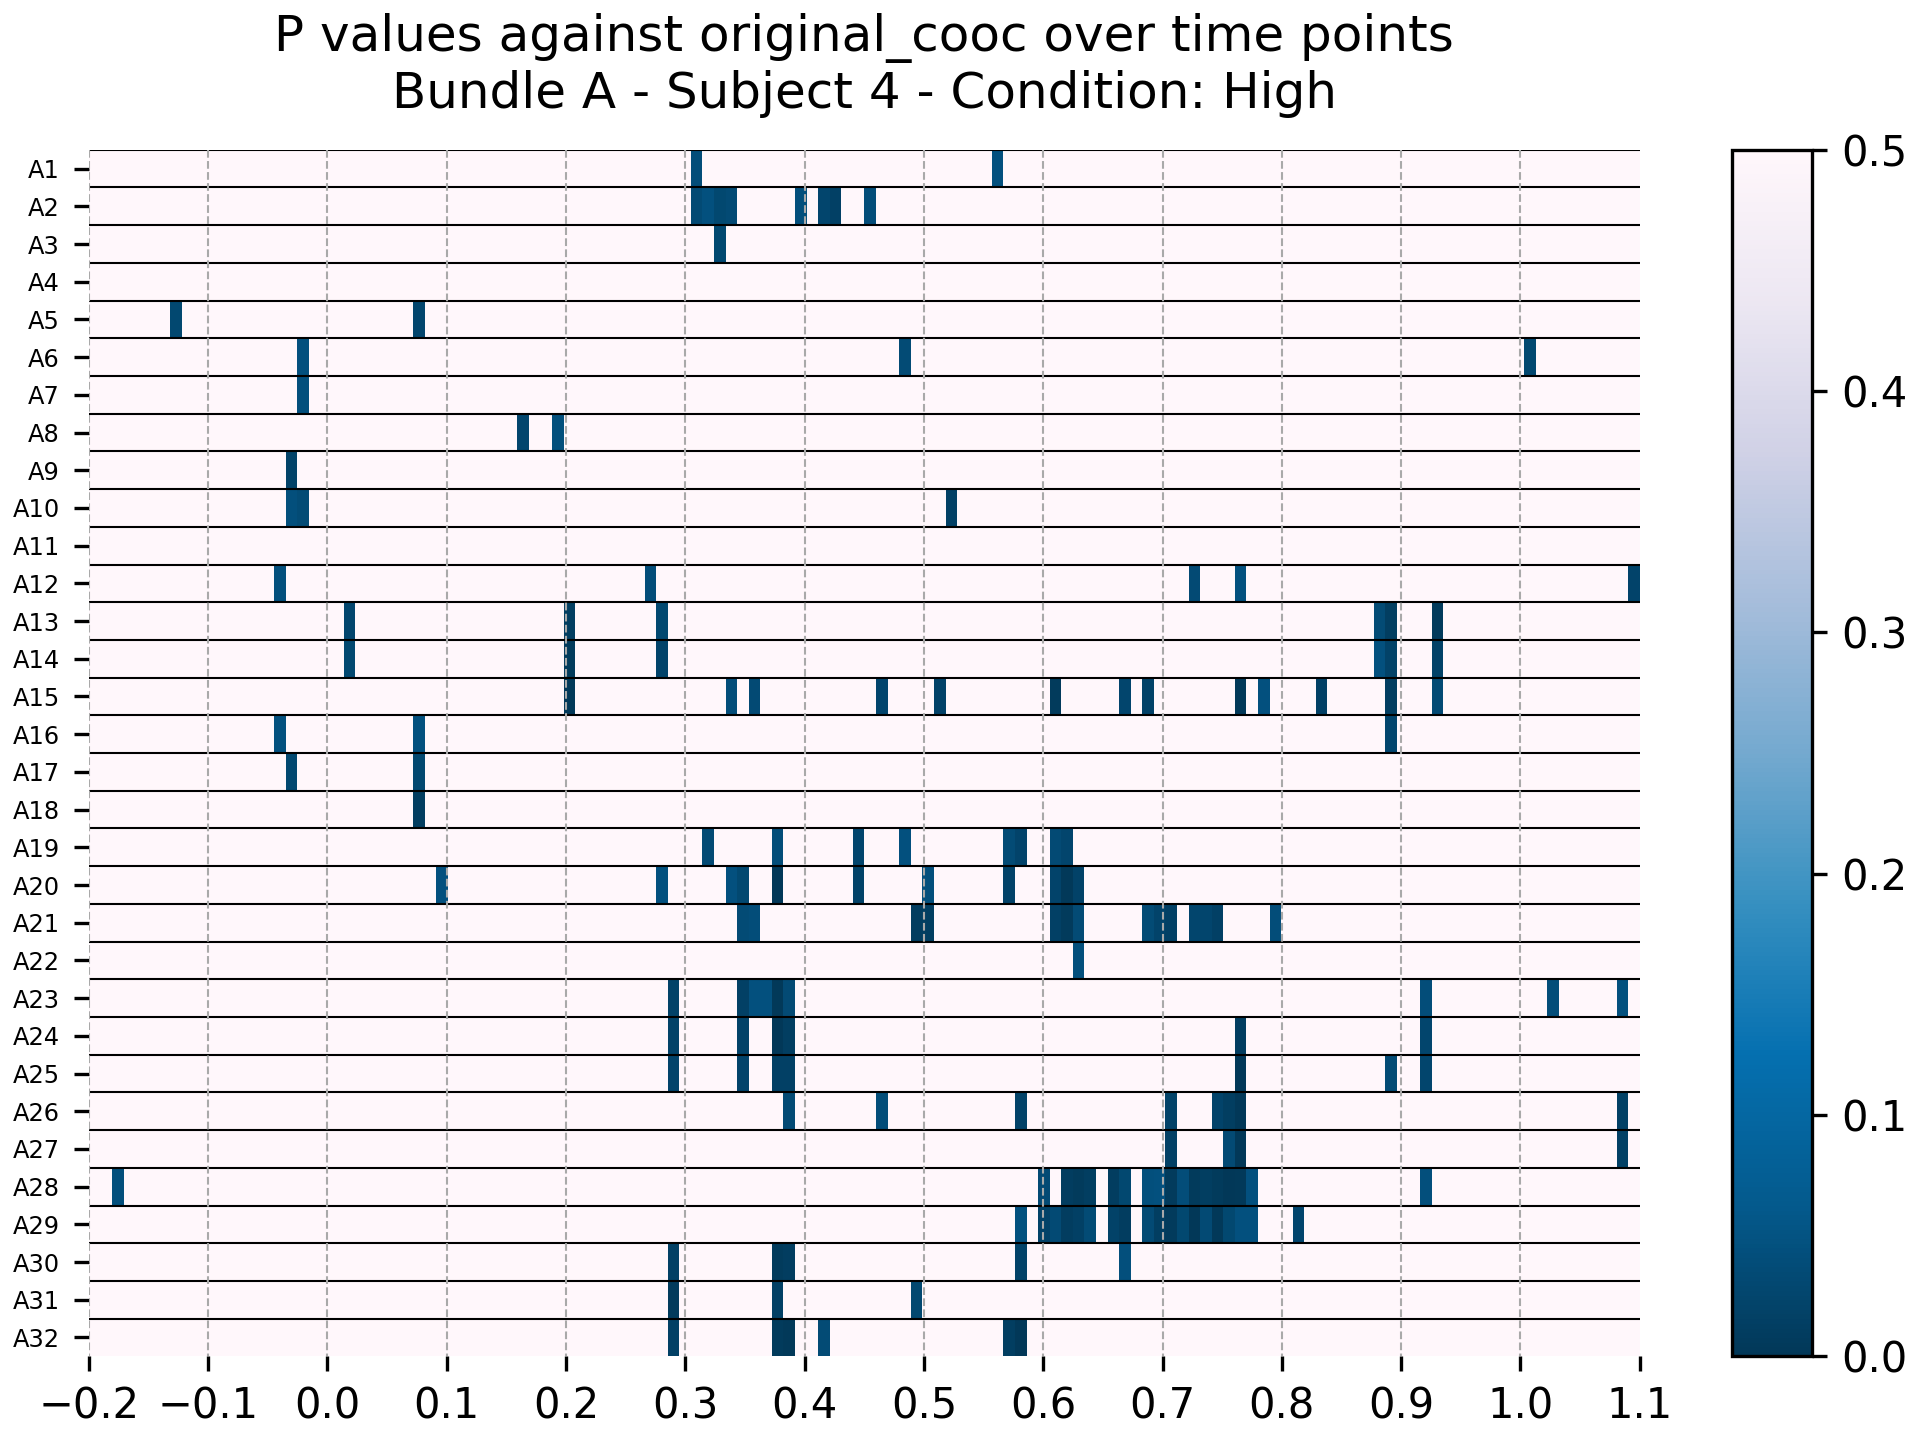 P values against original_cooc over time points
Bundle A - Subject 4 - Condition: High
A1
A2
A3
A4
A5
A6
A7
A8
A9
A10
A11
A12
A13
A14
A15
A16
A17
A18
A19
A20
A21
A22
A23
A24
A25
A26
A27
A28
A29
A30
A31
A32
−0.2 −0.1 0.0 0.1 0.2 0.3 0.4 0.5 0.6 0.7 0.8 0.9 1.0 1.1
0.5
0.4
0.3
0.2
0.1
0.0